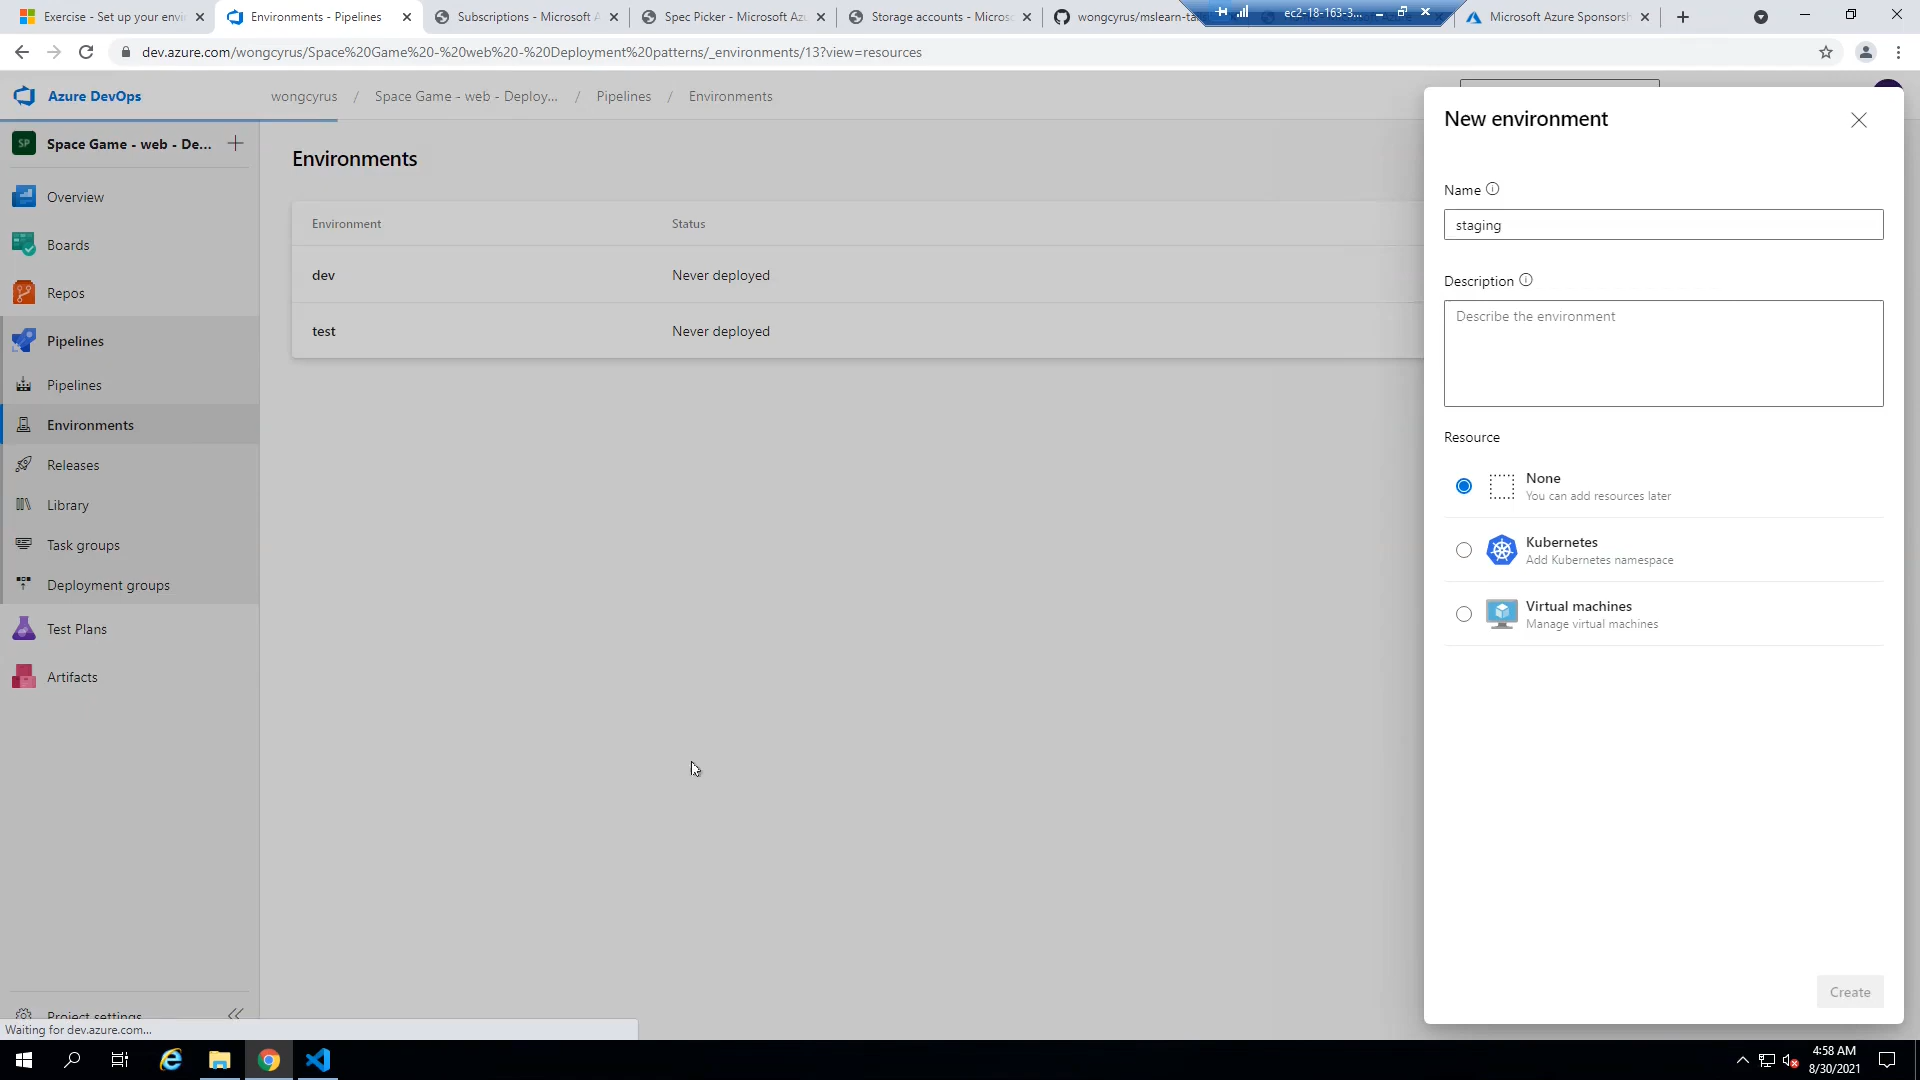 Exercise - Set up your envi
Environments - Pipelines
Subscriptions - Microsoft A
Spec Picker - Microsoft Azu
Storage accounts - Micros
wongcyrus/mslearn-tai
ec2-18-163-3...
Microsoft Azure Sponsorsh
dev.azure.com/wongcyrus/Space%20Game%20-%20web%20-%20Deployment%20patterns/_environments/13?view=resources
Azure DevOps
wongcyrus / Space Game - web - Deploy... / Pipelines / Environments
SP
Space Game - web - De...
Overview
Boards
Repos
Pipelines
Pipelines
Environments
Releases
Library
Task groups
Deployment groups
Test Plans
Artifacts
Project settings
Waiting for dev.azure.com...
Environments
Environment Status
dev Never deployed
test Never deployed
New environment
Name
staging
Description
Describe the environment
Resource
None
You can add resources later
Kubernetes
Add Kubernetes namespace
Virtual machines
Manage virtual machines
Create
4:58 AM
8/30/2021